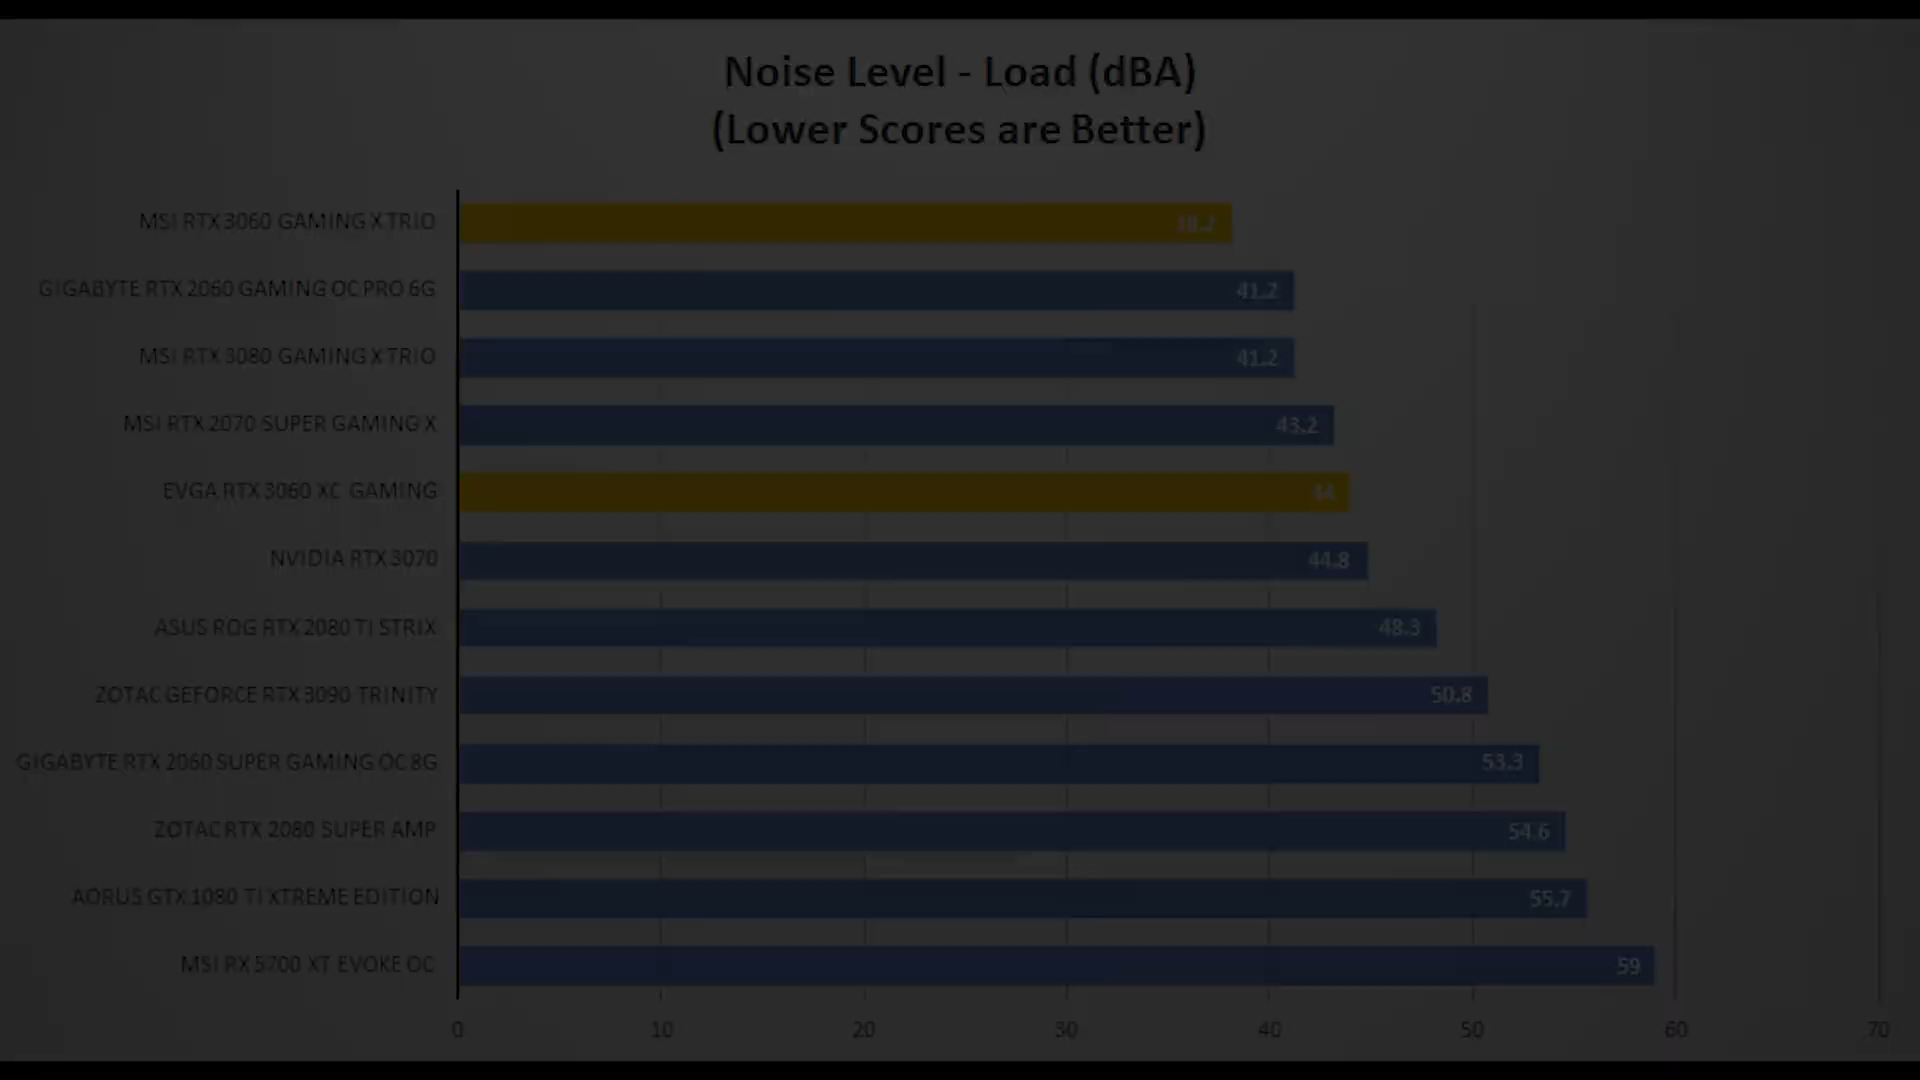 Noise Level - Load (dBA)
(Lower Scores are Better)
MSI RTX 3060 GAMING X TRIO
GIGABYTE RTX 2060 GAMING OC PRO 6G 41.2
MSI RTX 3080 GAMING X TRIO 41.2
MSI RTX 2070 SUPER GAMING X 43.2
EVGA RTX 3060 XC GAMING 44
NVIDIA RTX 3070 44.8
ASUS ROG RTX 2080 TI STRIX 48.3
ZOTAC GEFORCE RTX 3090 TRINITY 50.8
GIGABYTE RTX 2060 SUPER GAMING OC 8G 53.3
ZOTAC RTX 2080 SUPER AMP 54.6
AORUS GTX 1080 TI XTREME EDITION 55.7
MSI RX 5700 XT EVOKE OC 59
0 10 20 30 40 50 60 70